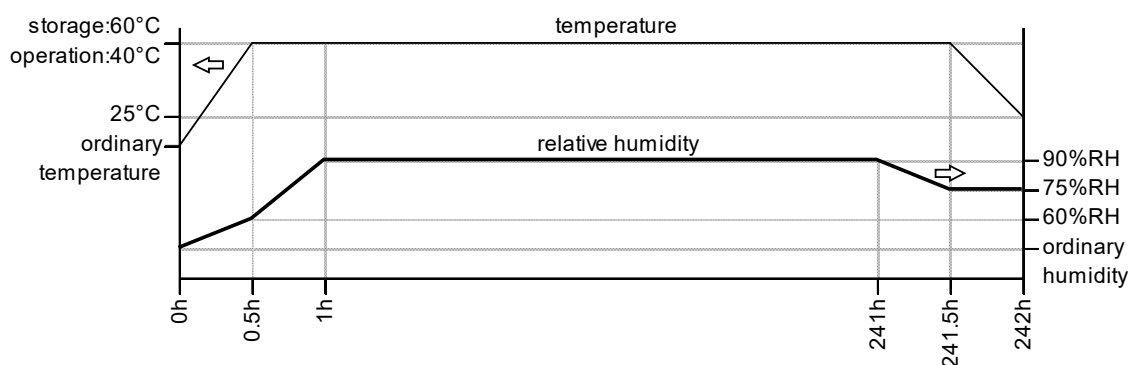 storage:60°C
temperature
operation:40°C
25°C
ordinary
temperature
relative humidity
90%RH
75%RH
60%RH
ordinary
humidity
0h
0.5h
1h
241h
241.5h
242h